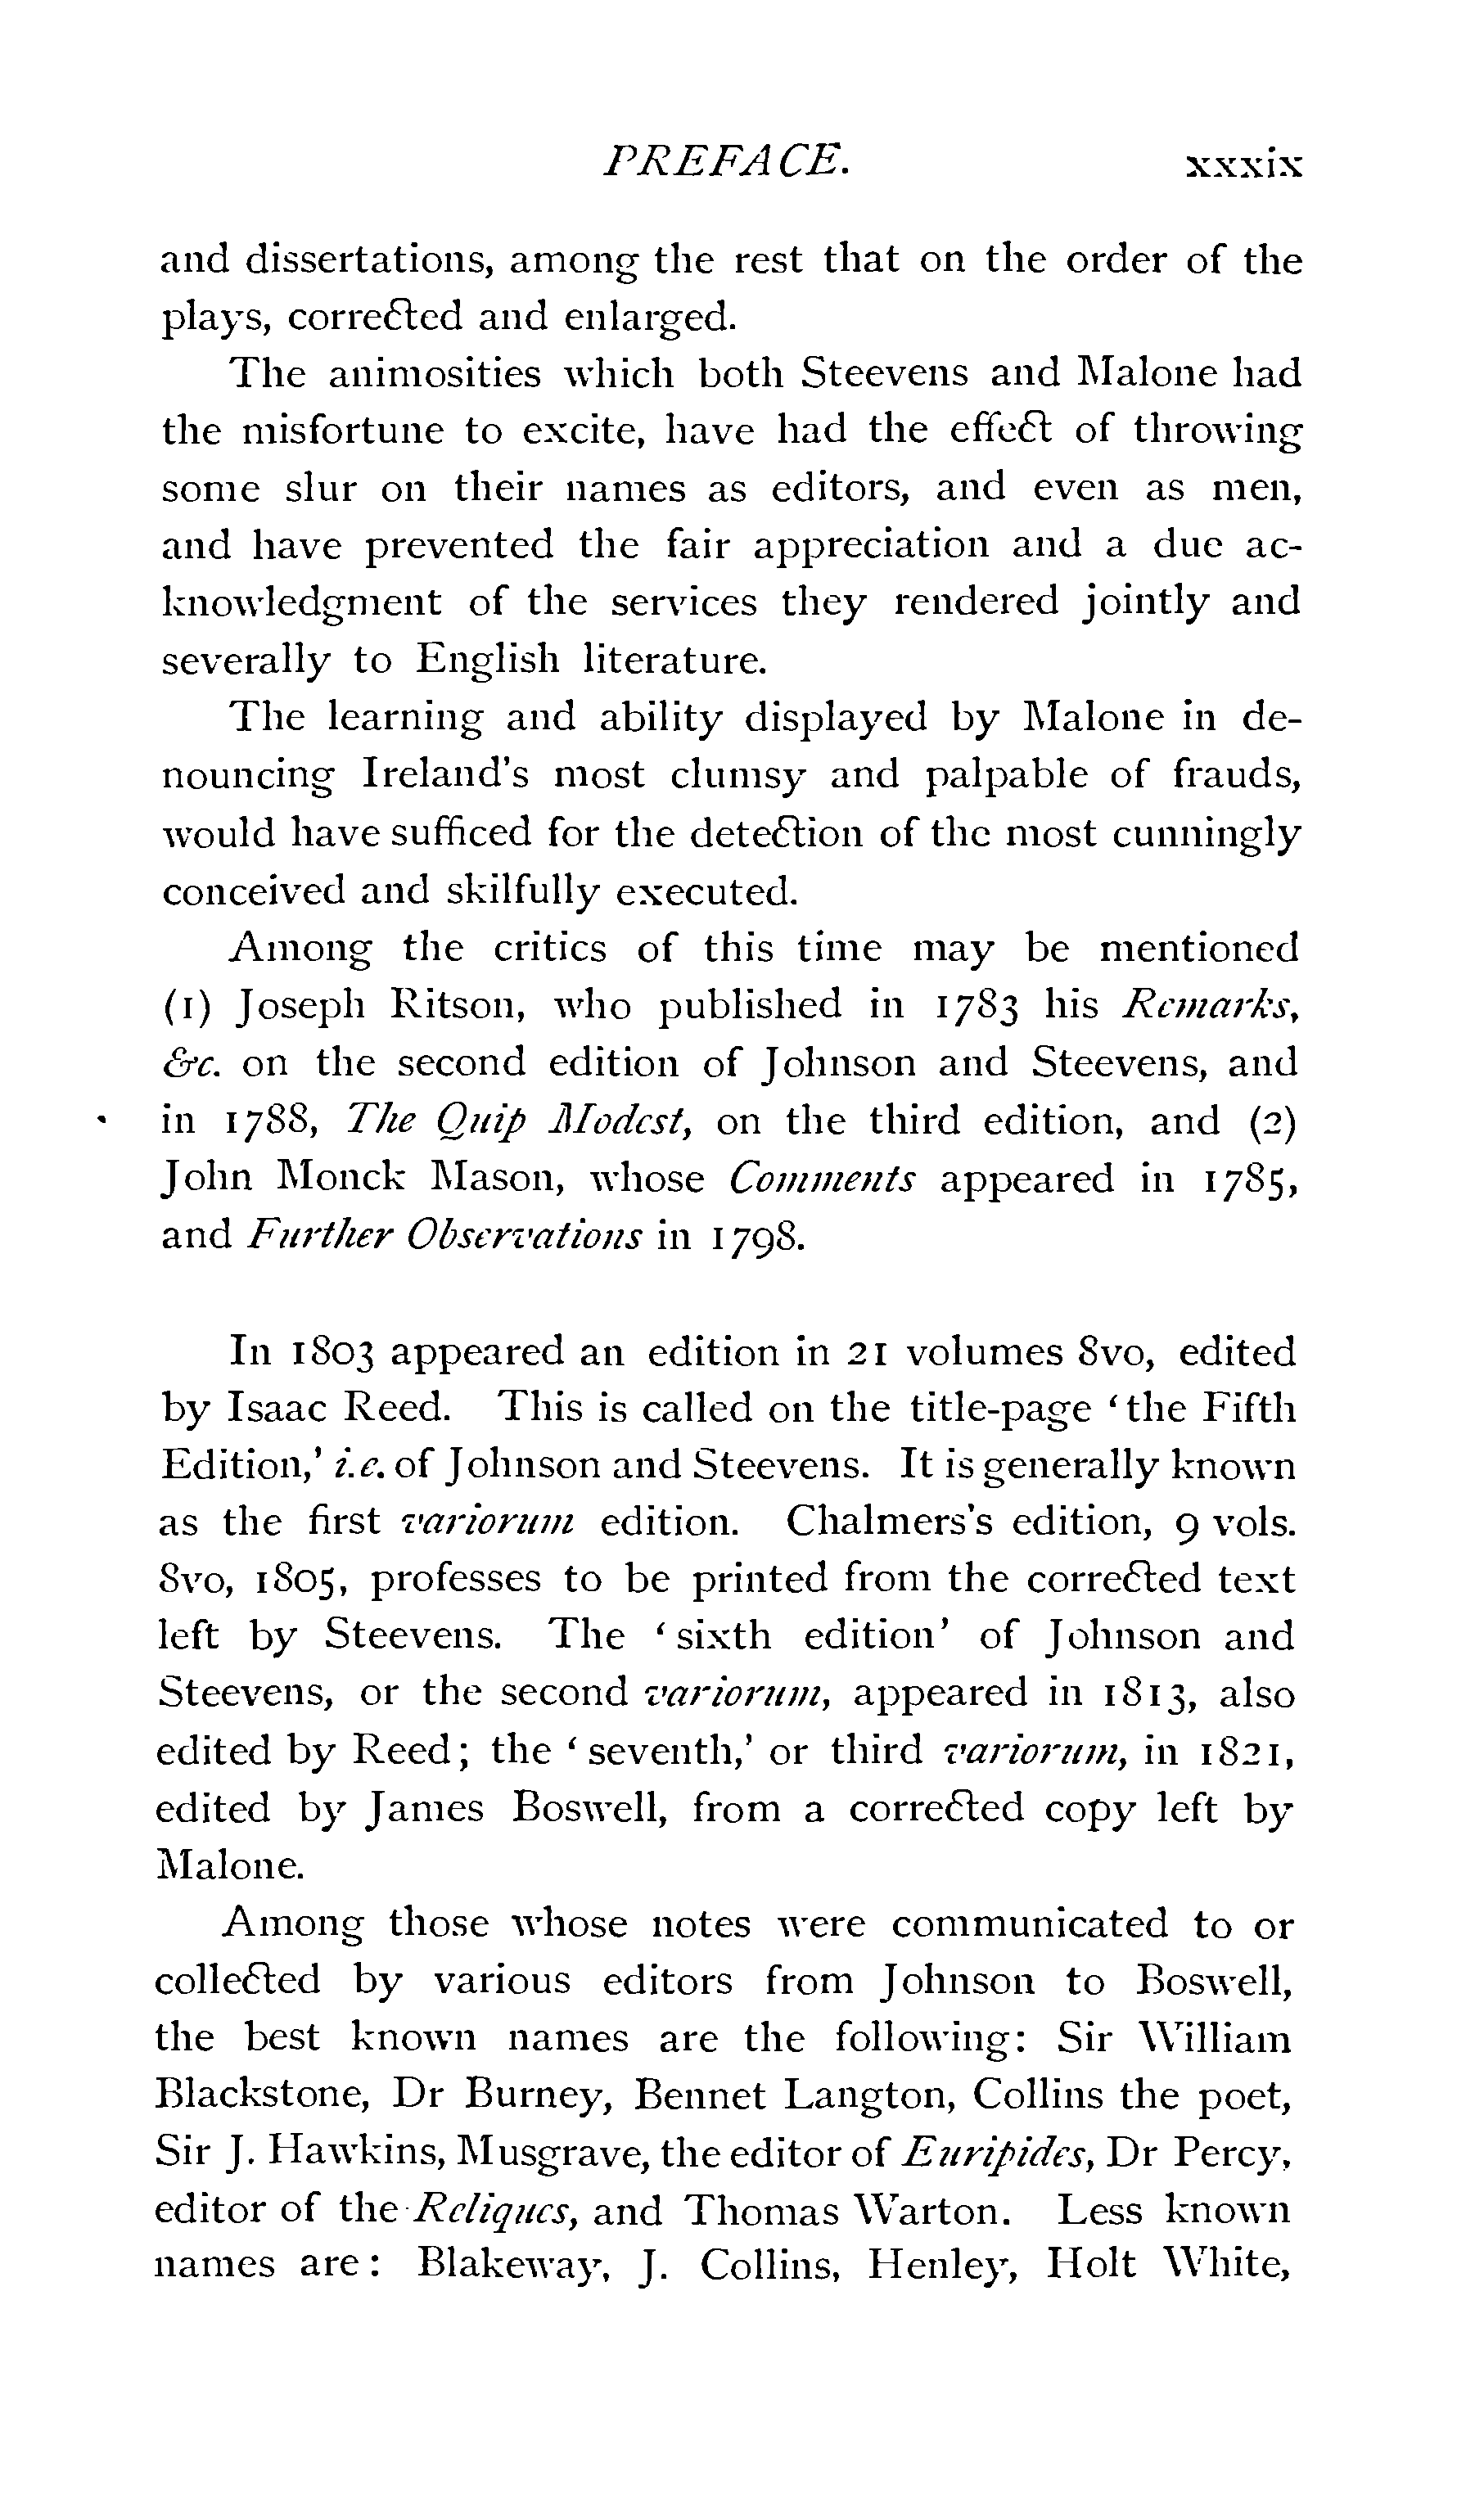 PREFACE. xxxix
and dissertations, among the rest that on the order of the
plays, corrected and enlarged.
The animosities which both Steevens and Malone had
the misfortune to excite, have had the effect of throwing
some slur on their names as editors, and even as men,
and have prevented the fair appreciation and a due ac-
knowledgment of the services they rendered jointly and
severally to English literature.
The learning and ability displayed by Malone in de-
nouncing Ireland's most clumsy and palpable of frauds,
would have sufficed for the detection of the most cunningly
conceived and skilfully executed.
Among the critics of this time may be mentioned
(1) Joseph Ritson, who published in 1783 his Remarks,
&c. on the second edition of Johnson and Steevens, and
in 1788, The Quip Modest, on the third edition, and (2)
John Monck Mason, whose Comments appeared in 1785,
and Further Observations in 1798.
In 1803 appeared an edition in 21 volumes 8vo, edited
by Isaac Reed. This is called on the title-page ‘the Fifth
Edition,’ i.e. of Johnson and Steevens. It is generally known
as the first variorum edition. Chalmers's edition, 9 vols.
8vo, 1805, professes to be printed from the corrected text
left by Steevens. The ‘sixth edition’ of Johnson and
Steevens, or the second variorum, appeared in 1813, also
edited by Reed; the ‘seventh,’ or third variorum, in 1821,
edited by James Boswell, from a corrected copy left by
Malone.
Among those whose notes were communicated to or
collected by various editors from Johnson to Boswell,
the best known names are the following: Sir William
Blackstone, Dr Burney, Bennet Langton, Collins the poet,
Sir J. Hawkins, Musgrave, the editor of Euripides, Dr Percy,
editor of the Reliques, and Thomas Warton. Less known
names are: Blakeway, J. Collins, Henley, Holt White,